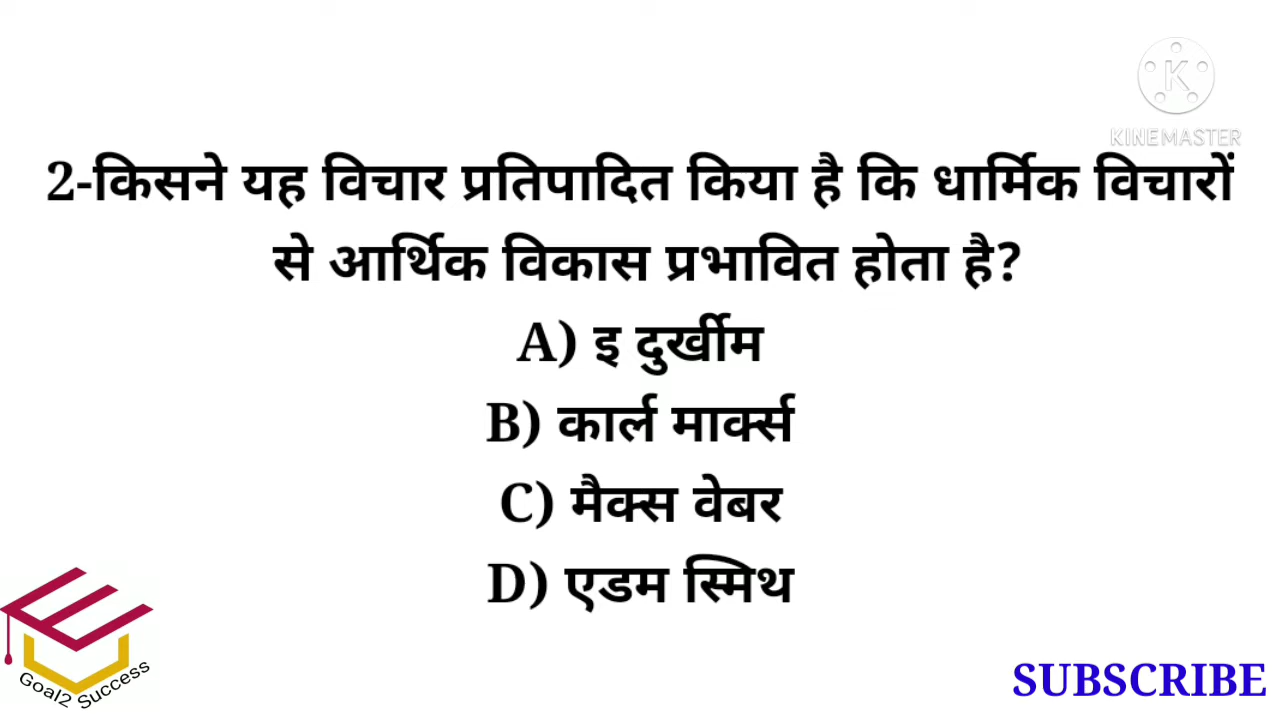 KINEMASTER
2-किसने यह विचार प्रतिपादित किया है कि धार्मिक विचारों
से आर्थिक विकास प्रभावित होता है?
A) इ दुर्खीम
B) कार्ल मार्क्स
C) मैक्स वेबर
D) एडम स्मिथ
Goal2 Success
SUBSCRIBE